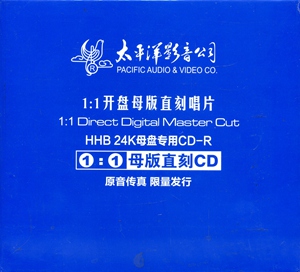 太平洋影音公司
PACIFIC AUDIO & VIDEO CO.
1:1开盘母版直刻唱片
1:1 Direct Digital Master Cut
HHB 24K母盘专用CD-R
1:1母版直刻CD
原音传真 限量发行